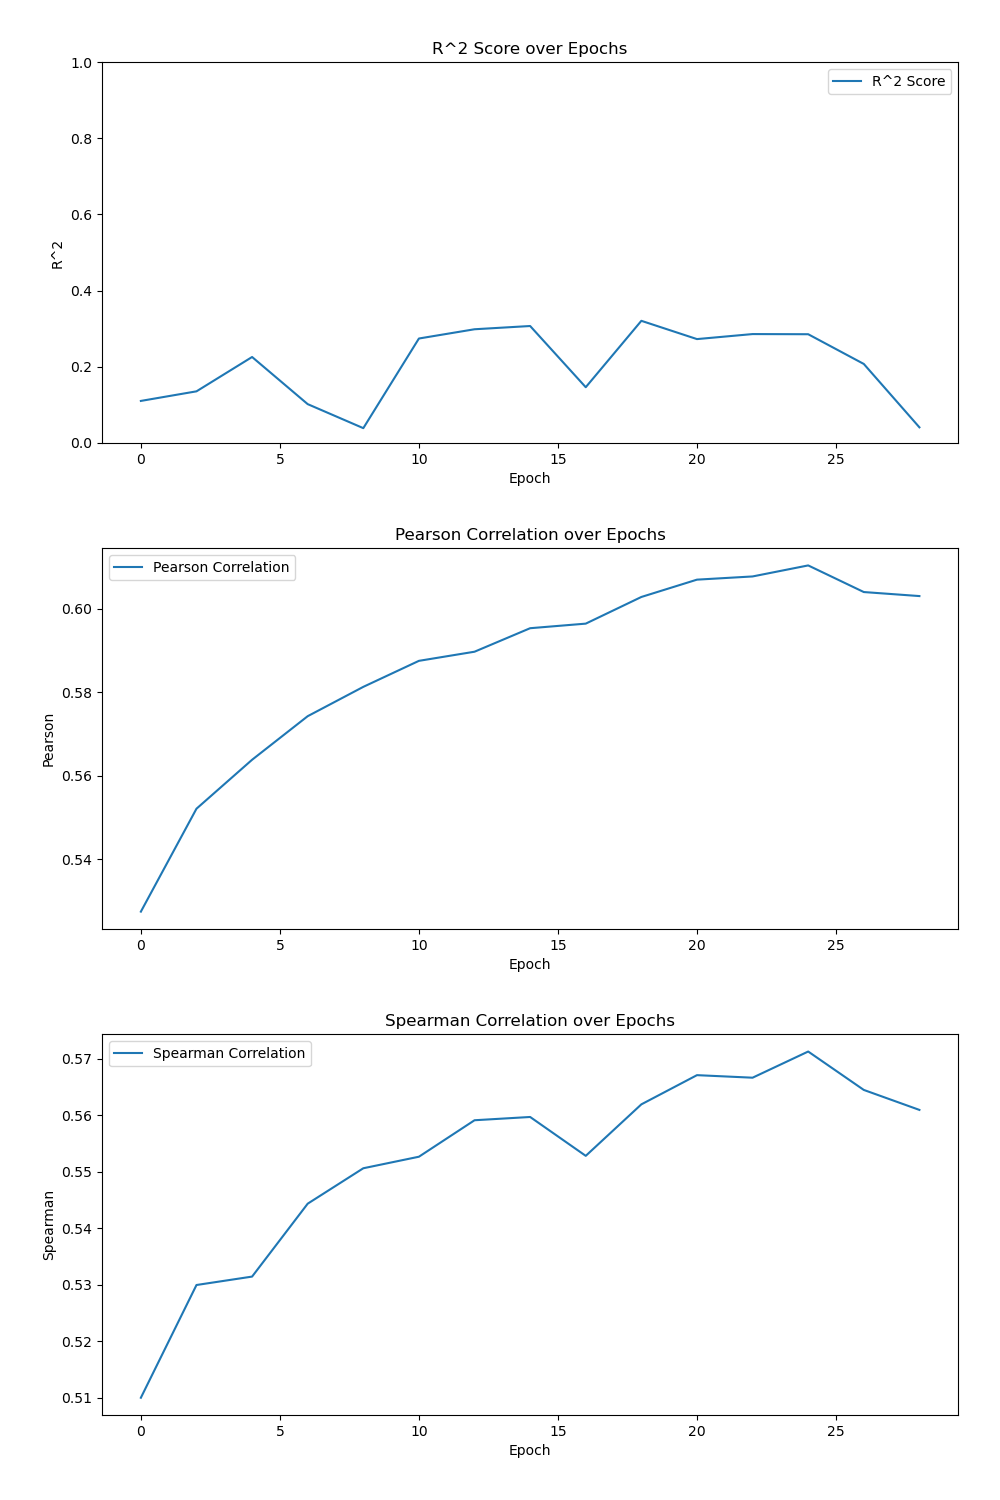 R^2 Score over Epochs
1.0
R^2 Score
0.8
0.6
R^2
0.4
0.2
0.0
0 5 10 15 20 25
Epoch
Pearson Correlation over Epochs
Pearson Correlation
0.60
0.58
Pearson
0.56
0.54
0 5 10 15 20 25
Epoch
Spearman Correlation over Epochs
Spearman Correlation
0.57
0.56
0.55
Spearman
0.54
0.53
0.52
0.51
0 5 10 15 20 25
Epoch